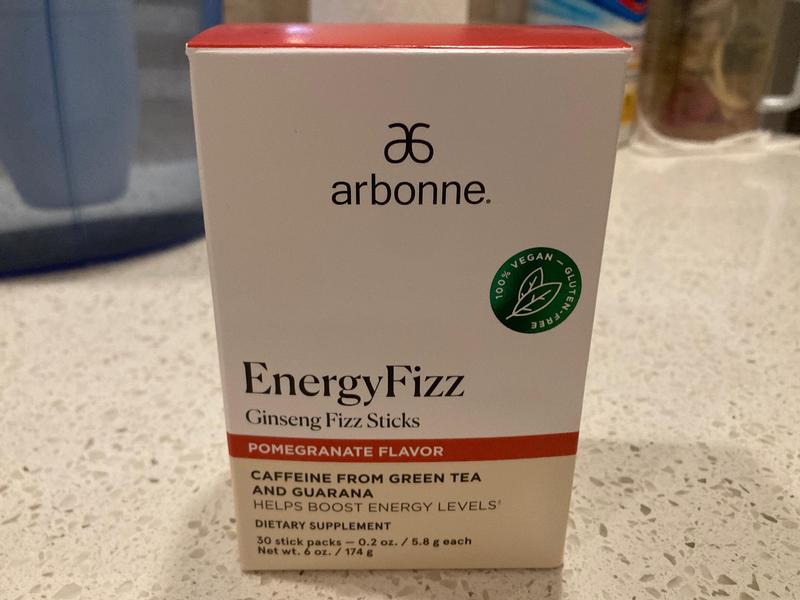 arbonne.
100% VEGAN — GLUTEN-FREE
EnergyFizz
Ginseng Fizz Sticks
POMEGRANATE FLAVOR
CAFFEINE FROM GREEN TEA
AND GUARANA
HELPS BOOST ENERGY LEVELS‡
DIETARY SUPPLEMENT
30 stick packs — 0.2 oz. / 5.8 g each
Net wt. 6 oz. / 174 g